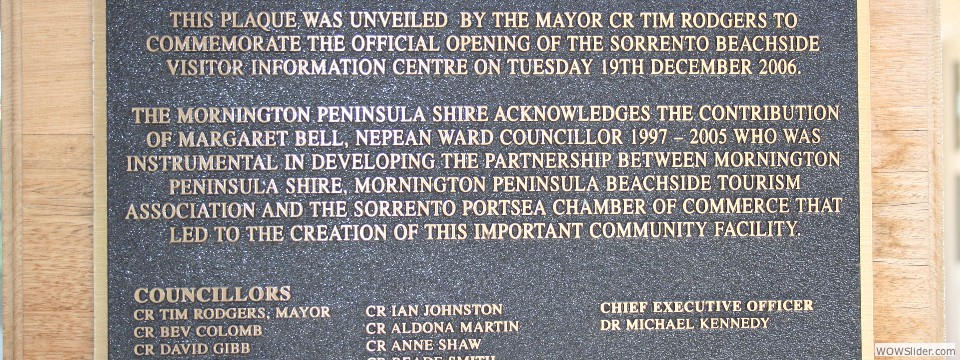 THIS PLAQUE WAS UNVEILED BY THE MAYOR CR TIM RODGERS TO
COMMEMORATE THE OFFICIAL OPENING OF THE SORRENTO BEACHSIDE
VISITOR INFORMATION CENTRE ON TUESDAY 19TH DECEMBER 2006.
THE MORNINGTON PENINSULA SHIRE ACKNOWLEDGES THE CONTRIBUTION
OF MARGARET BELL, NEPEAN WARD COUNCILLOR 1997 – 2005 WHO WAS
INSTRUMENTAL IN DEVELOPING THE PARTNERSHIP BETWEEN MORNINGTON
PENINSULA SHIRE, MORNINGTON PENINSULA BEACHSIDE TOURISM
ASSOCIATION AND THE SORRENTO PORTSEA CHAMBER OF COMMERCE THAT
LED TO THE CREATION OF THIS IMPORTANT COMMUNITY FACILITY.
COUNCILLORS
CR TIM RODGERS, MAYOR
CR BEV COLOMB
CR DAVID GIBB
CR IAN JOHNSTON
CR ALDONA MARTIN
CR ANNE SHAW
CR READE SMITH
CHIEF EXECUTIVE OFFICER
DR MICHAEL KENNEDY
WOWSlider.com